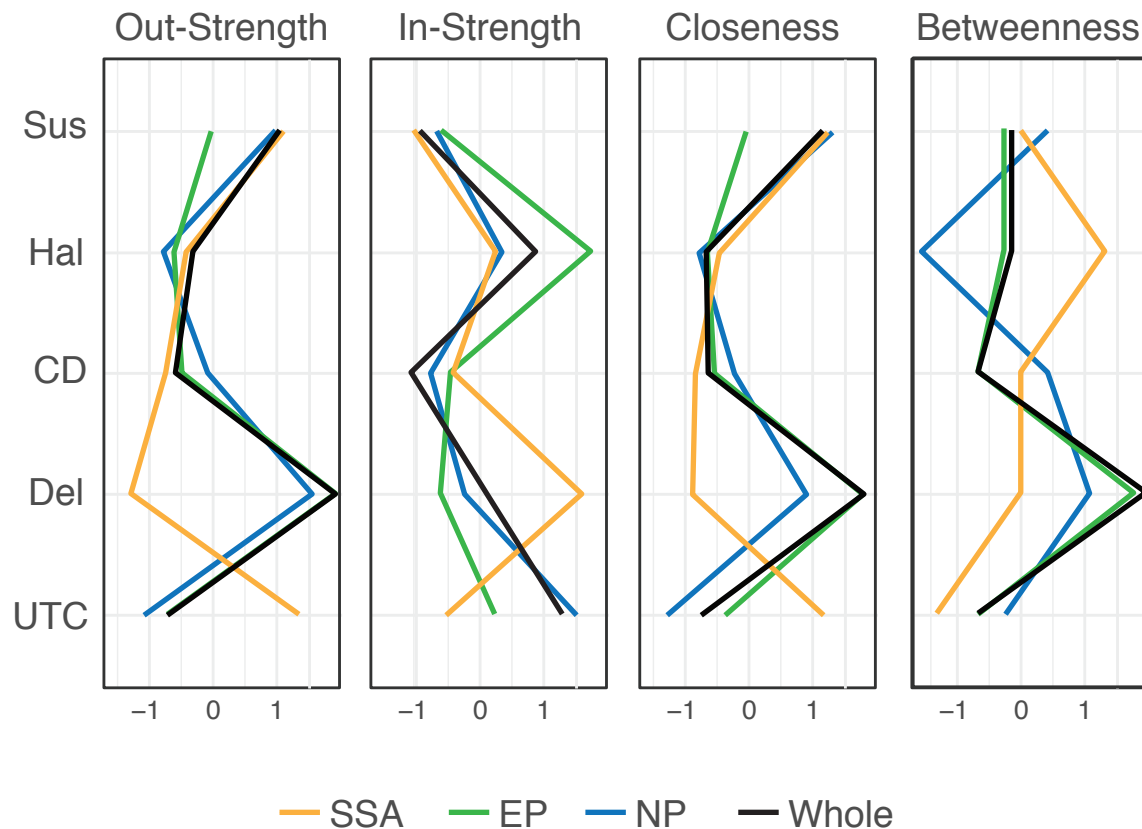 Out-Strength In-Strength Closeness Betweenness
Sus
Hal
CD
Del
UTC
−1 0 1 −1 0 1 −1 0 1 −1 0 1
SSA EP NP Whole